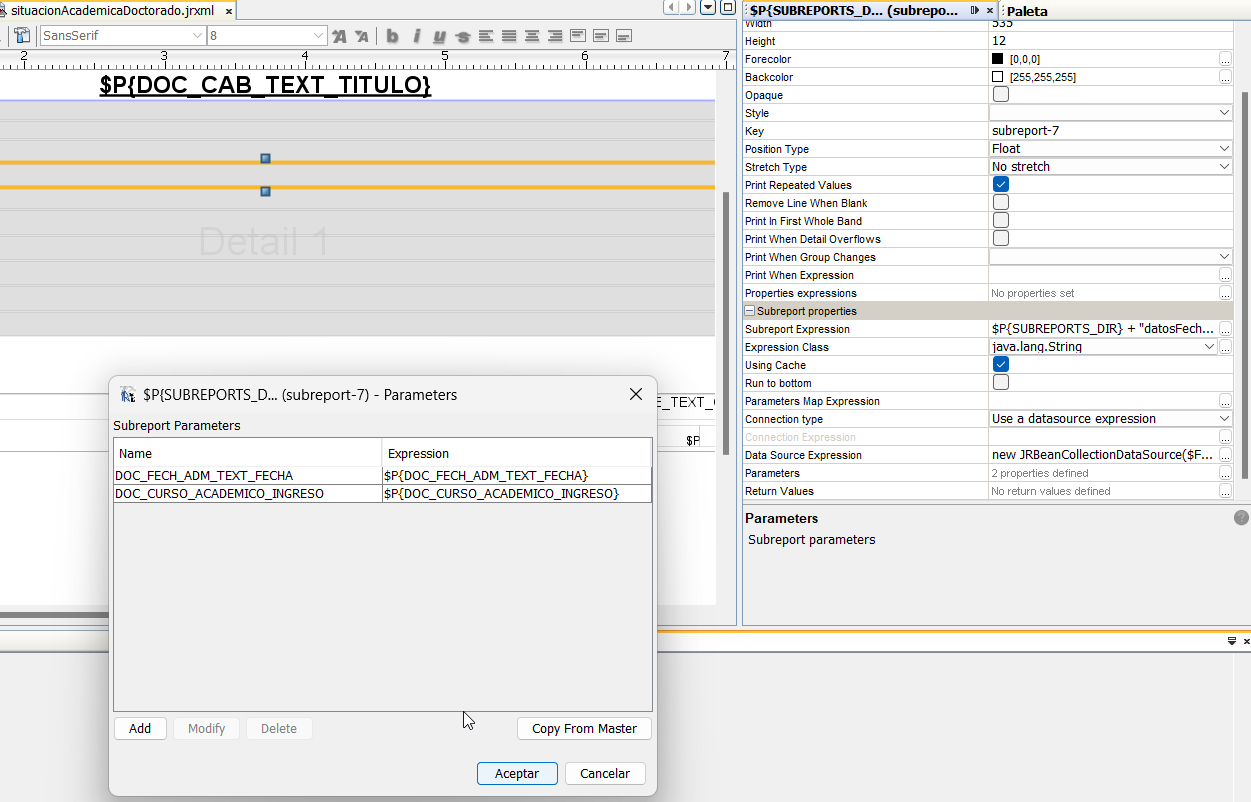 situacionAcademicaDoctorado.jrxml
SansSerif
8
2 3 4 5 6 7
$P{DOC_CAB_TEXT_TITULO}
Detail 1
E_TEXT_
$P
$P{SUBREPORTS_D... (subrepo...
Paleta
Width 535
Height 12
Forecolor [0,0,0] ...
Backcolor [255,255,255] ...
Opaque
Style
Key subreport-7
Position Type Float
Stretch Type No stretch
Print Repeated Values
Remove Line When Blank
Print In First Whole Band
Print When Detail Overflows
Print When Group Changes
Print When Expression ...
Properties expressions No properties set ...
Subreport properties
Subreport Expression $P{SUBREPORTS_DIR} + "datosFech... ...
Expression Class java.lang.String ...
Using Cache
Run to bottom
Parameters Map Expression ...
Connection type Use a datasource expression
Connection Expression ...
Data Source Expression new JRBeanCollectionDataSource($F... ...
Parameters 2 properties defined ...
Return Values No return values defined ...
Parameters
?
Subreport parameters
$P{SUBREPORTS_D... (subreport-7) - Parameters
Subreport Parameters
Name Expression
DOC_FECH_ADM_TEXT_FECHA $P{DOC_FECH_ADM_TEXT_FECHA}
DOC_CURSO_ACADEMICO_INGRESO $P{DOC_CURSO_ACADEMICO_INGRESO}
Add Modify Delete Copy From Master
Aceptar Cancelar